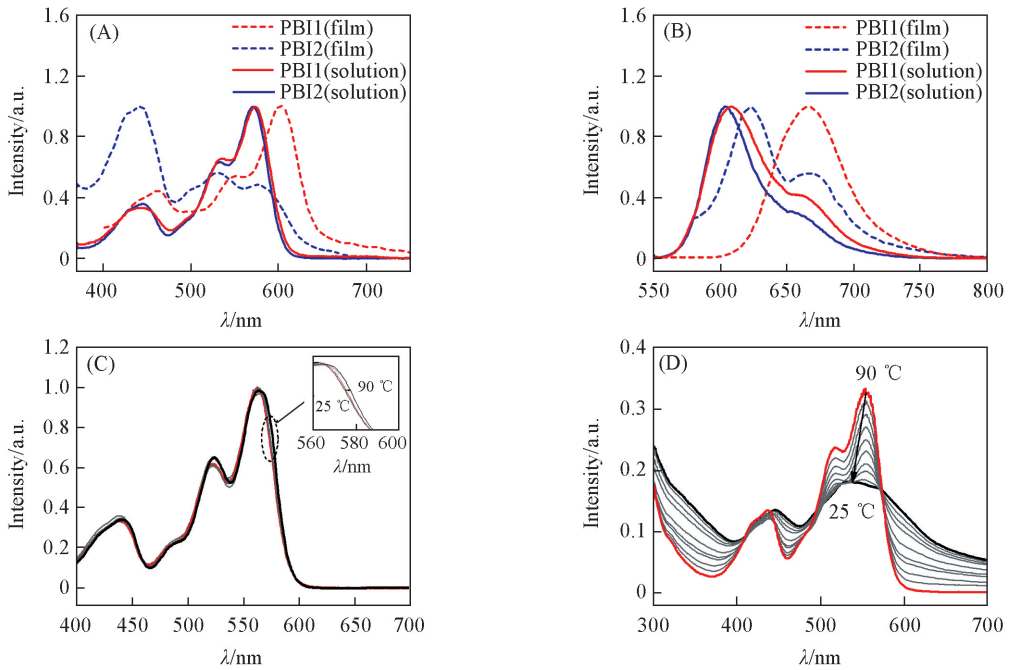 (A)
PBI1(film)
PBI2(film)
PBI1(solution)
PBI2(solution)
Intensity/a.u.
1.6
1.2
0.8
0.4
0
400 500 600 700
λ/nm
(B)
PBI1(film)
PBI2(film)
PBI1(solution)
PBI2(solution)
Intensity/a.u.
1.6
1.2
0.8
0.4
0
550 600 650 700 750 800
λ/nm
(C)
Intensity/a.u.
1.2
1.0
0.8
0.6
0.4
0.2
0
400 450 500 550 600 650 700
λ/nm
90 ℃
25 ℃
560 580 600
λ/nm
(D)
Intensity/a.u.
0.4
0.3
0.2
0.1
0
300 400 500 600 700
λ/nm
90 ℃
25 ℃